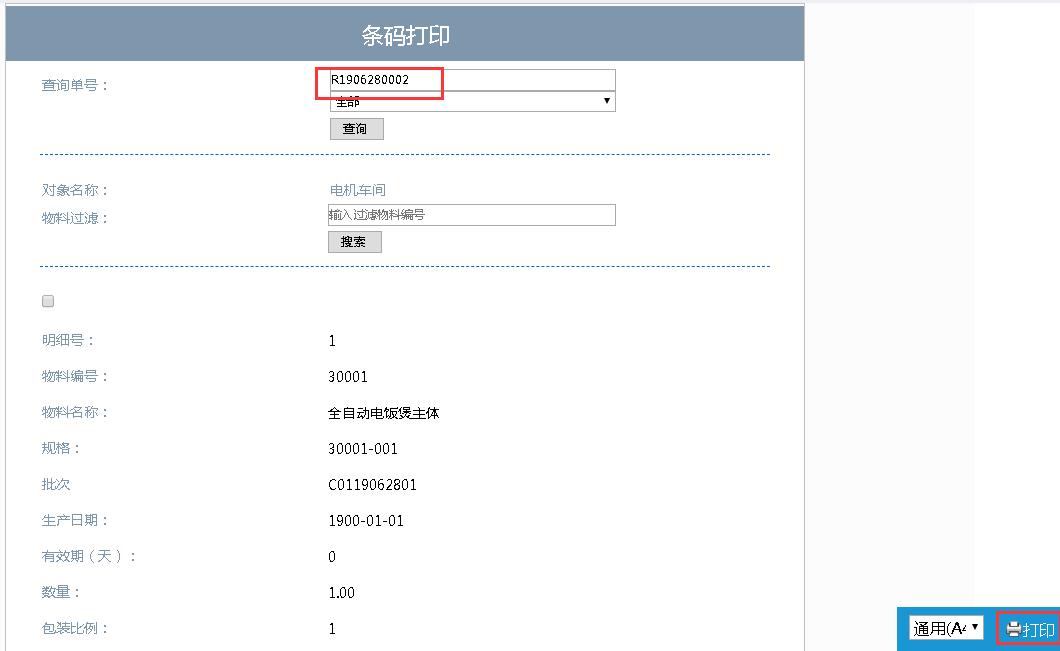 条码打印
查询单号：
R1906280002
全部
查询
对象名称： 电机车间
物料过滤： 输入过滤物料编号
搜索
明细号： 1
物料编号： 30001
物料名称： 全自动电饭煲主体
规格： 30001-001
批次 C0119062801
生产日期： 1900-01-01
有效期（天）： 0
数量： 1.00
包装比例： 1
通用(A4 打印